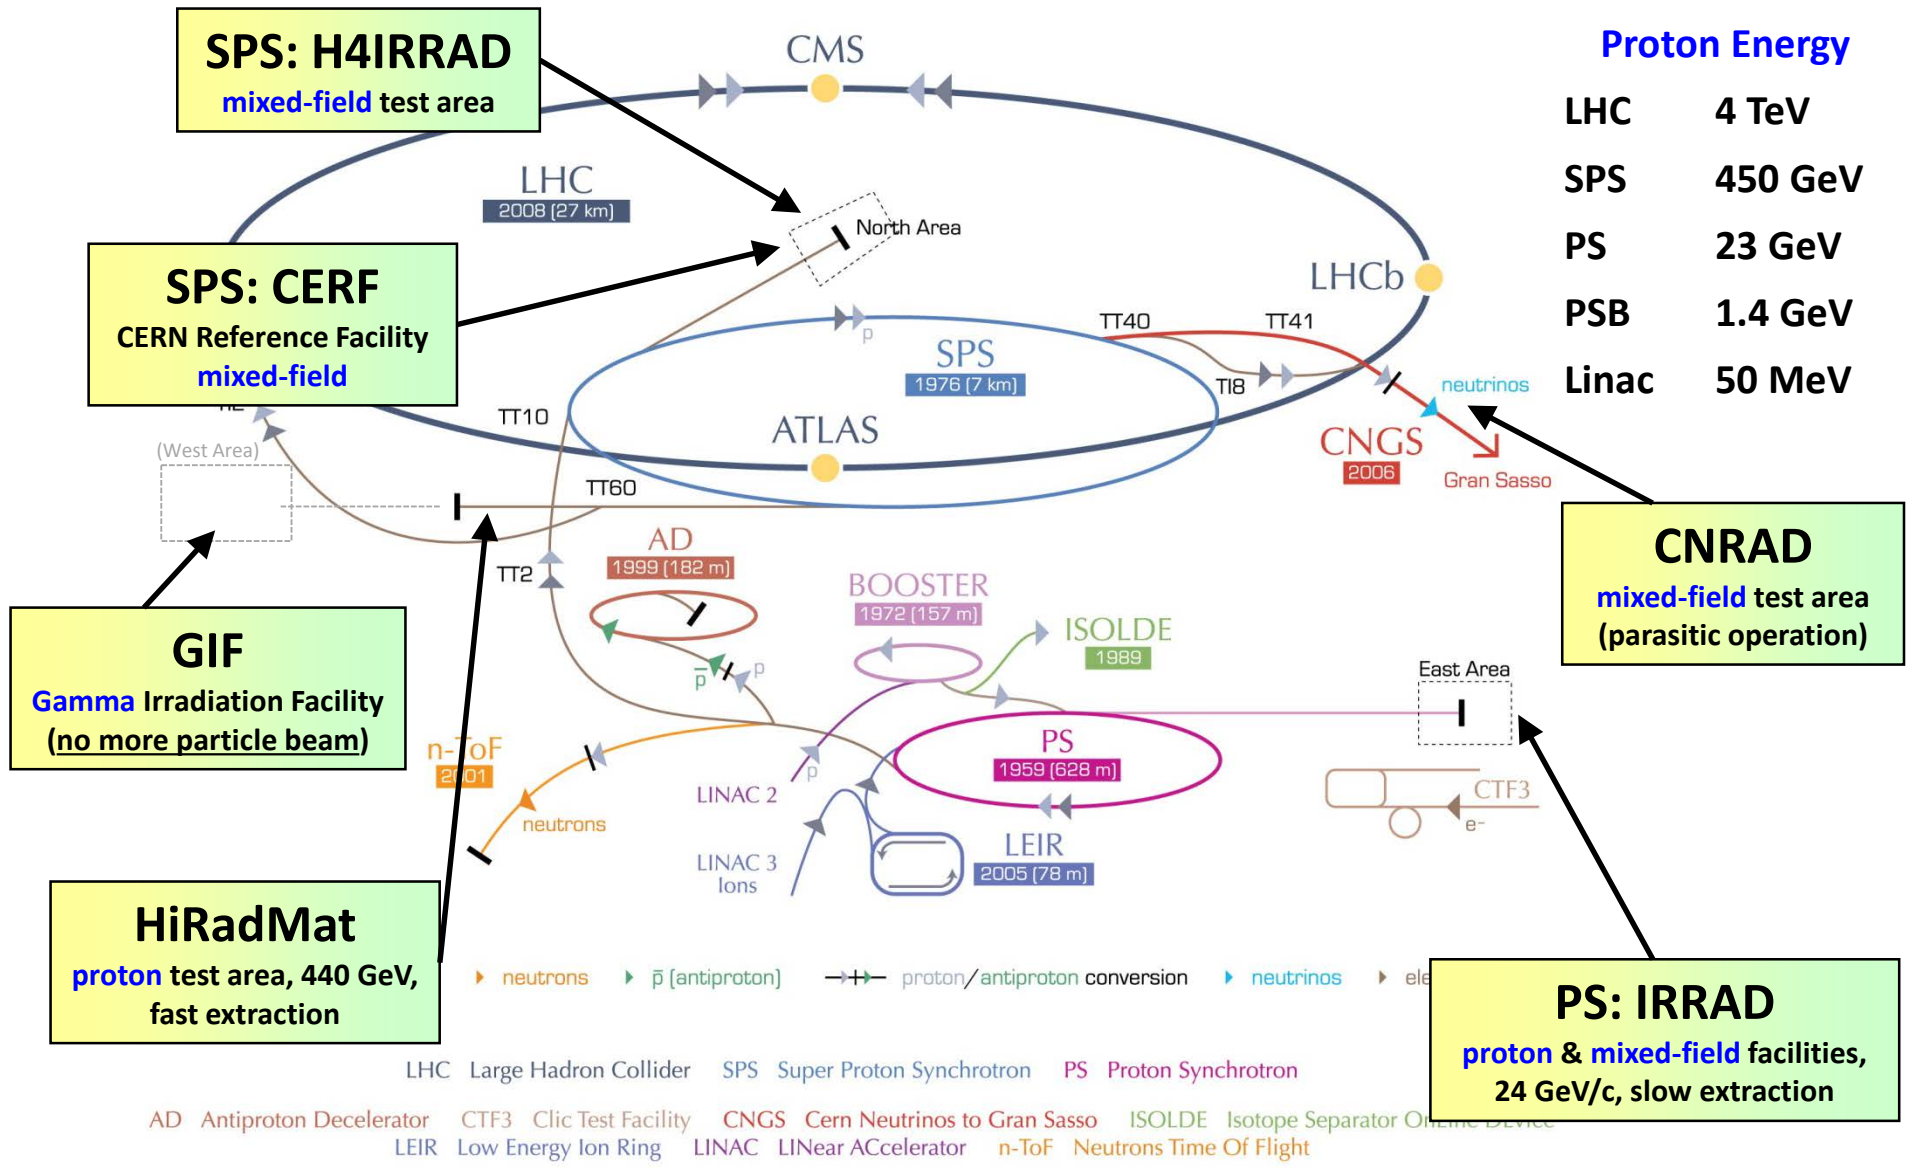 SPS: H4IRRAD
mixed-field test area
CMS
Proton Energy
LHC 4 TeV
SPS 450 GeV
PS 23 GeV
PSB 1.4 GeV
Linac 50 MeV
LHC
2008 (27 km)
North Area
SPS: CERF
CERN Reference Facility
mixed-field
LHCb
TT40
TT41
p
SPS
1976 (7 km)
TI8
neutrinos
TT10
ATLAS
CNGS
2006
Gran Sasso
(West Area)
TT60
CNRAD
mixed-field test area
(parasitic operation)
AD
1999 (182 m)
TT2
BOOSTER
1972 (157 m)
ISOLDE
1989
GIF
Gamma Irradiation Facility
(no more particle beam)
p̅
p
East Area
n-ToF
2001
PS
1959 (628 m)
p
LINAC 2
neutrons
CTF3
e-
LINAC 3
Ions
LEIR
2005 (78 m)
HiRadMat
proton test area, 440 GeV,
fast extraction
neutrons p̅ (antiproton) proton/antiproton conversion neutrinos
PS: IRRAD
proton & mixed-field facilities,
24 GeV/c, slow extraction
LHC Large Hadron Collider SPS Super Proton Synchrotron PS Proton Synchrotron
AD Antiproton Decelerator CTF3 Clic Test Facility CNGS Cern Neutrinos to Gran Sasso ISOLDE Isotope Separator OnLine DEvice
LEIR Low Energy Ion Ring LINAC LINear ACcelerator n-ToF Neutrons Time Of Flight